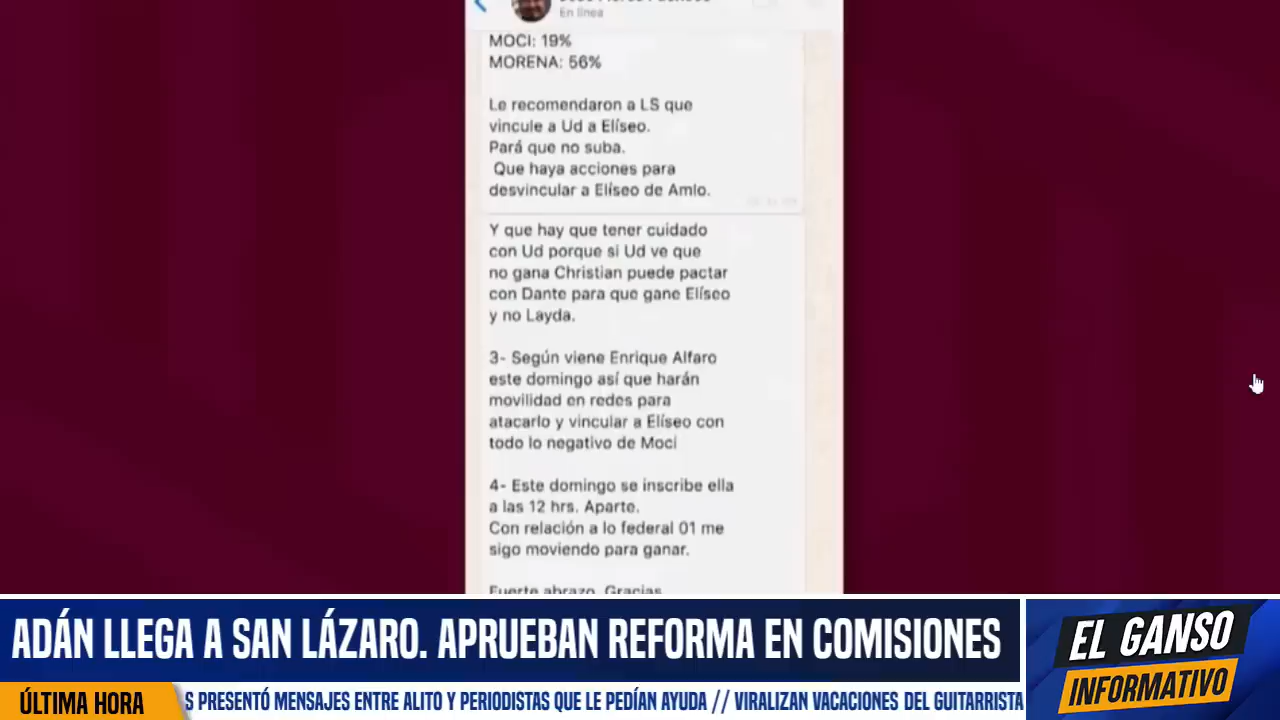 En línea
MOCI: 19%
MORENA: 56%
Le recomendaron a LS que
vincule a Ud a Elíseo.
Pará que no suba.
Que haya acciones para
desvincular a Elíseo de Amlo.
Y que hay que tener cuidado
con Ud porque si Ud ve que
no gana Christian puede pactar
con Dante para que gane Elíseo
y no Layda.
3- Según viene Enrique Alfaro
este domingo así que harán
movilidad en redes para
atacarlo y vincular a Elíseo con
todo lo negativo de Moci
4- Este domingo se inscribe ella
a las 12 hrs. Aparte.
Con relación a lo federal 01 me
sigo moviendo para ganar.
Fuerte abrazo. Gracias
ADÁN LLEGA A SAN LÁZARO. APRUEBAN REFORMA EN COMISIONES
EL GANSO
INFORMATIVO
ÚLTIMA HORA
S PRESENTÓ MENSAJES ENTRE ALITO Y PERIODISTAS QUE LE PEDÍAN AYUDA // VIRALIZAN VACACIONES DEL GUITARRISTA